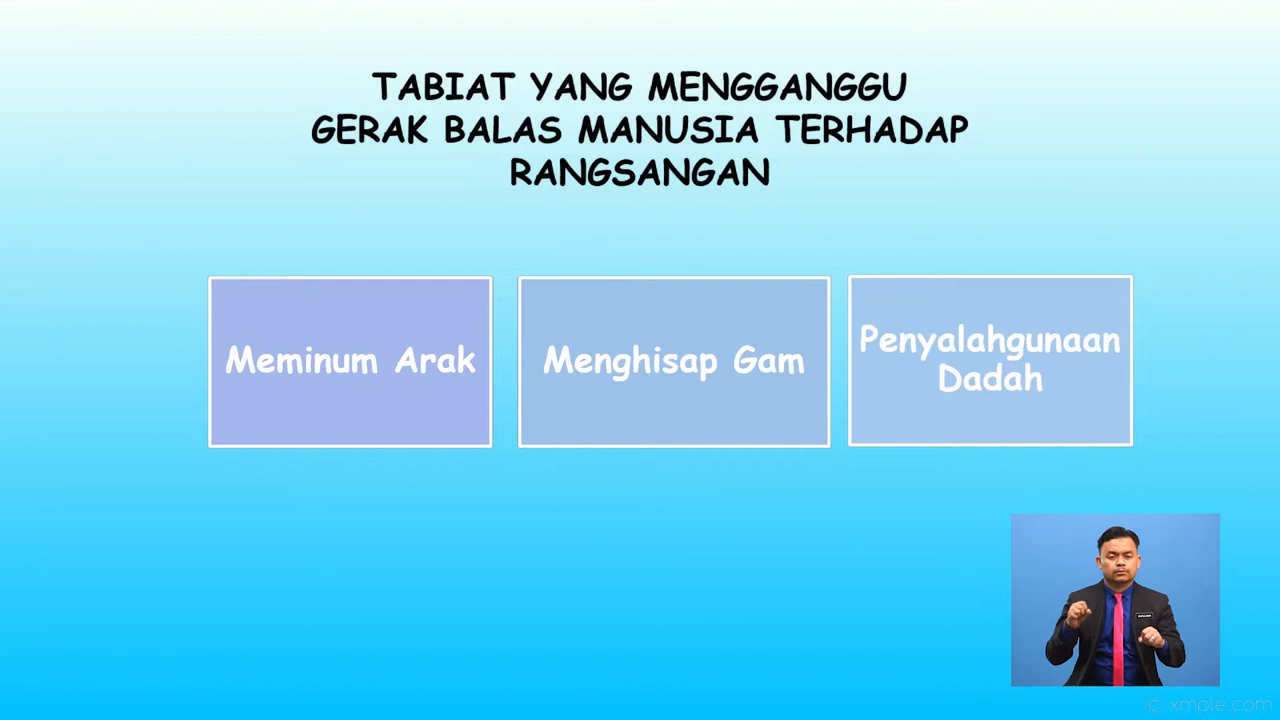 TABIAT YANG MENGGANGGU
GERAK BALAS MANUSIA TERHADAP
RANGSANGAN
Meminum Arak
Menghisap Gam
Penyalahgunaan
Dadah